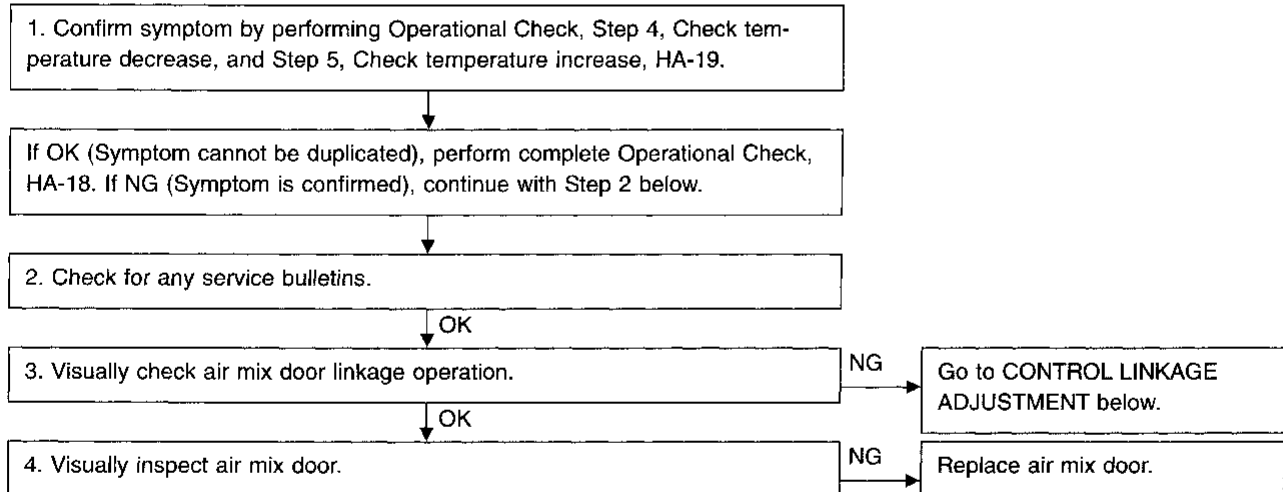 1. Confirm symptom by performing Operational Check, Step 4, Check tem-
perature decrease, and Step 5, Check temperature increase, HA-19.
If OK (Symptom cannot be duplicated), perform complete Operational Check,
HA-18. If NG (Symptom is confirmed), continue with Step 2 below.
2. Check for any service bulletins.
OK
3. Visually check air mix door linkage operation.
NG
Go to CONTROL LINKAGE
ADJUSTMENT below.
OK
4. Visually inspect air mix door.
NG
Replace air mix door.